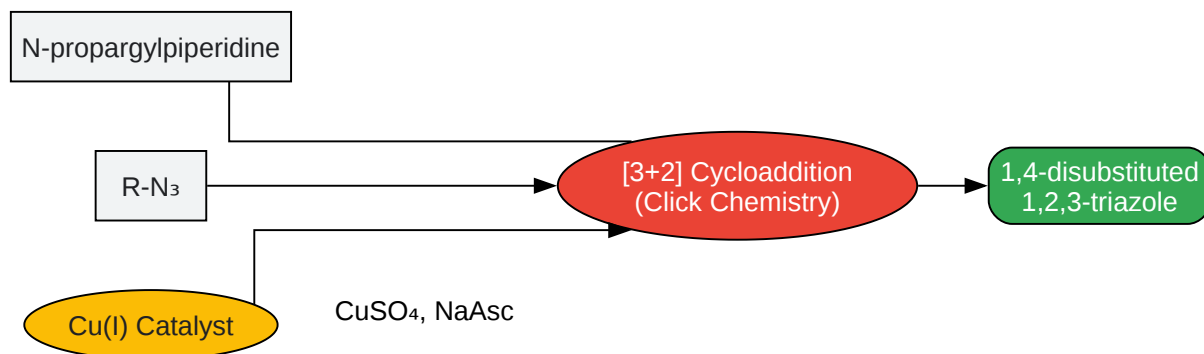 N-propargylpiperidine
R-N₃
[3+2] Cycloaddition
(Click Chemistry)
1,4-disubstituted
1,2,3-triazole
Cu(I) Catalyst
CuSO₄, NaAsc